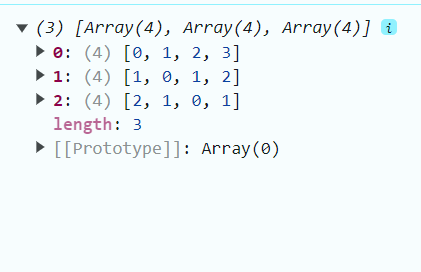 (3) [Array(4), Array(4), Array(4)] i
0: (4) [0, 1, 2, 3]
1: (4) [1, 0, 1, 2]
2: (4) [2, 1, 0, 1]
length: 3
[[Prototype]]: Array(0)